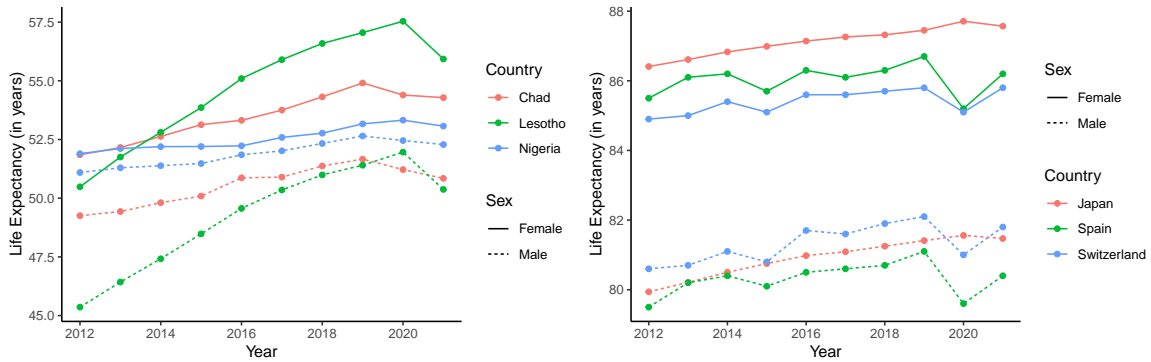 57.5
55.0
52.5
50.0
47.5
45.0
Life Expectancy (in years)
2012 2014 2016 2018 2020
Year
Country
Chad
Lesotho
Nigeria
Sex
Female
Male
88
86
84
82
80
Life Expectancy (in years)
2012 2014 2016 2018 2020
Year
Sex
Female
Male
Country
Japan
Spain
Switzerland